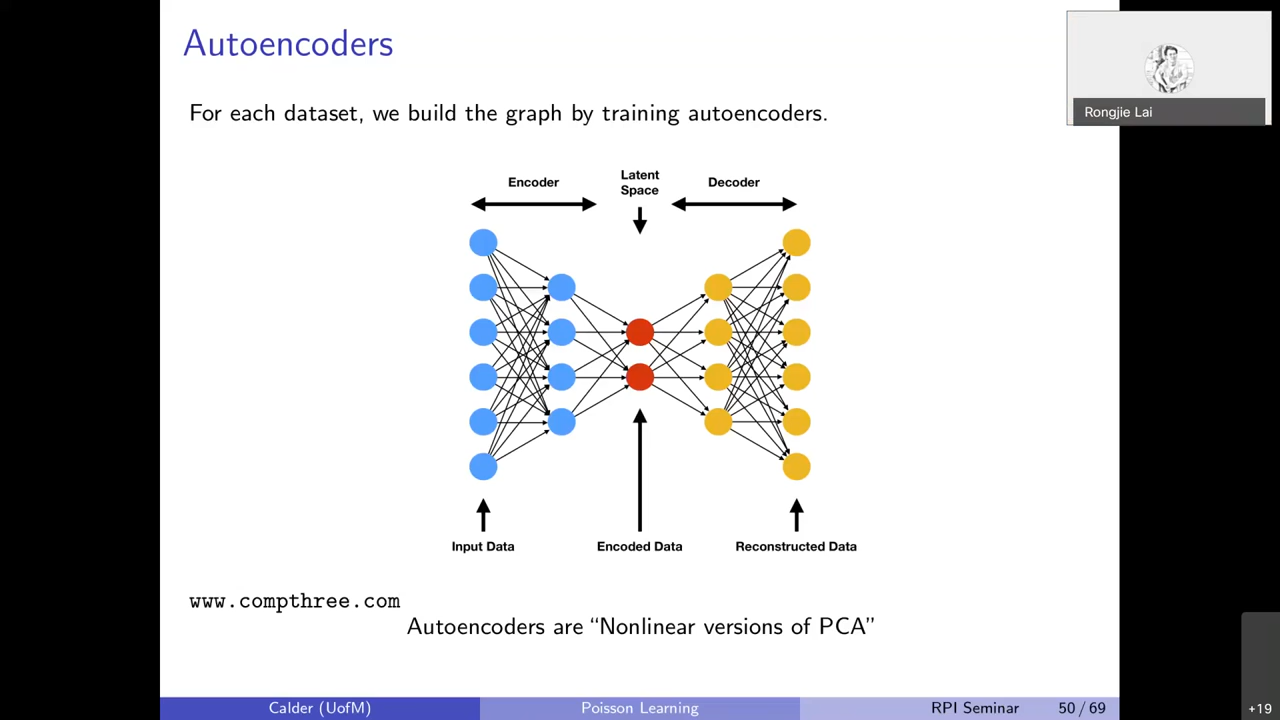 Autoencoders
Rongjie Lai
For each dataset, we build the graph by training autoencoders.
Encoder
Latent
Space
Decoder
Input Data
Encoded Data
Reconstructed Data
www.compthree.com
Autoencoders are “Nonlinear versions of PCA”
Calder (UofM)
Poisson Learning
RPI Seminar
50 / 69
+19